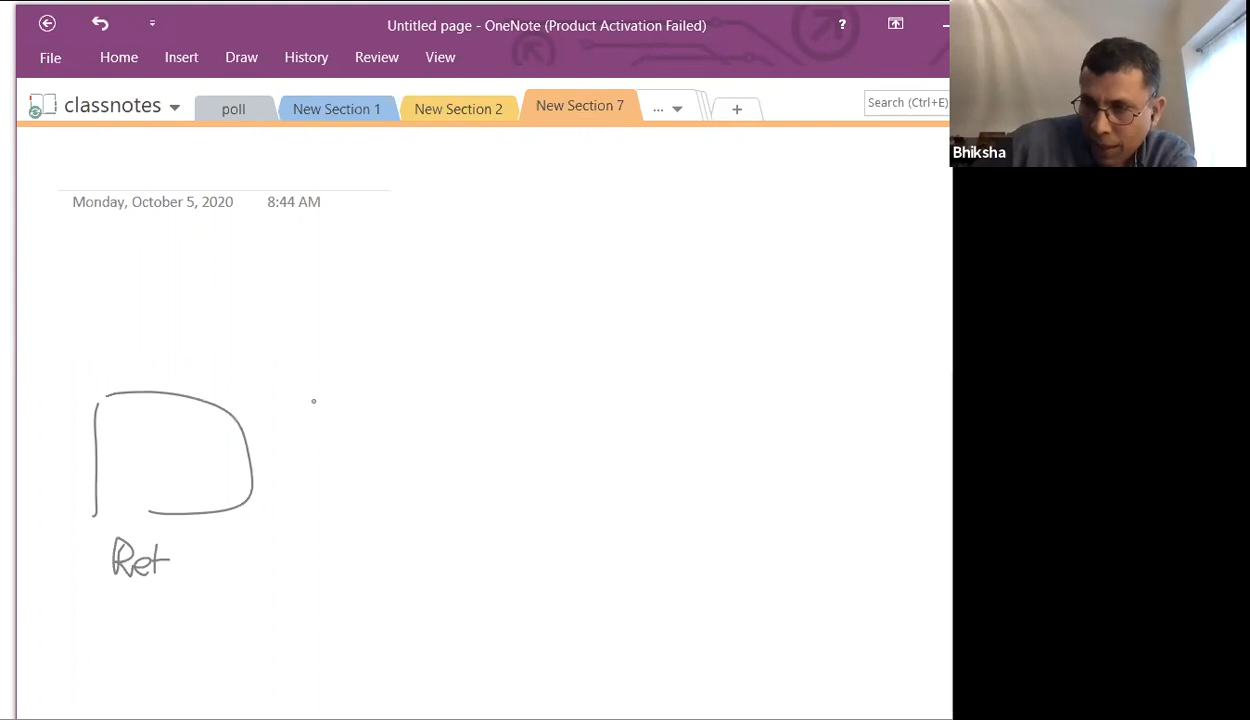 Untitled page - OneNote (Product Activation Failed)
?
File Home Insert Draw History Review View
classnotes poll New Section 1 New Section 2 New Section 7 ... + Search (Ctrl+E)
Bhiksha
Monday, October 5, 2020 8:44 AM
Ret